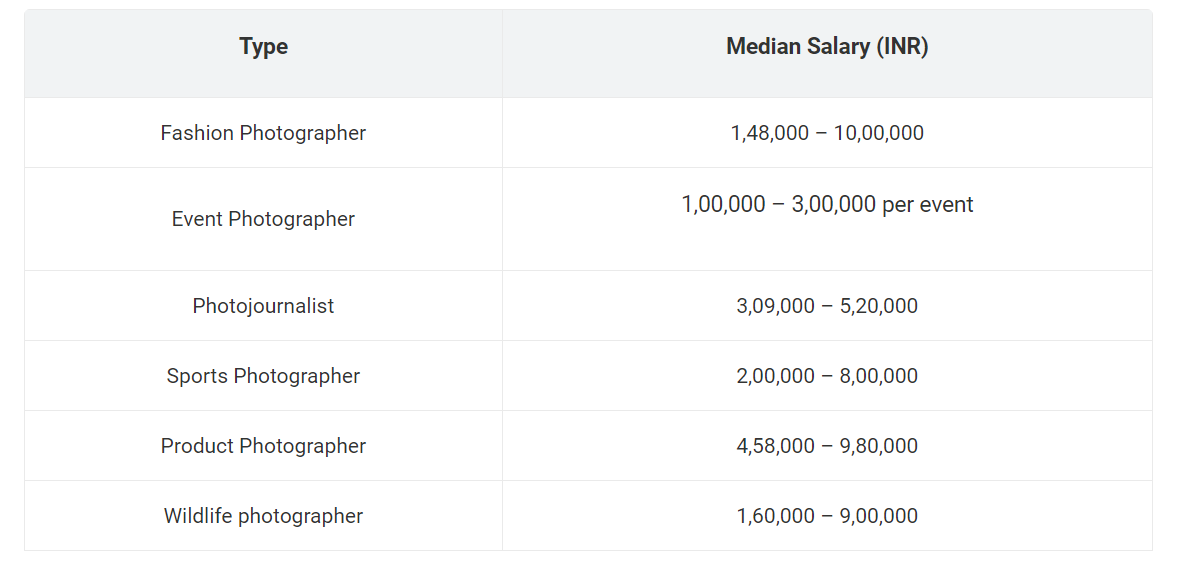 Type
Median Salary (INR)
Fashion Photographer
1,48,000 – 10,00,000
Event Photographer
1,00,000 – 3,00,000 per event
Photojournalist
3,09,000 – 5,20,000
Sports Photographer
2,00,000 – 8,00,000
Product Photographer
4,58,000 – 9,80,000
Wildlife photographer
1,60,000 – 9,00,000